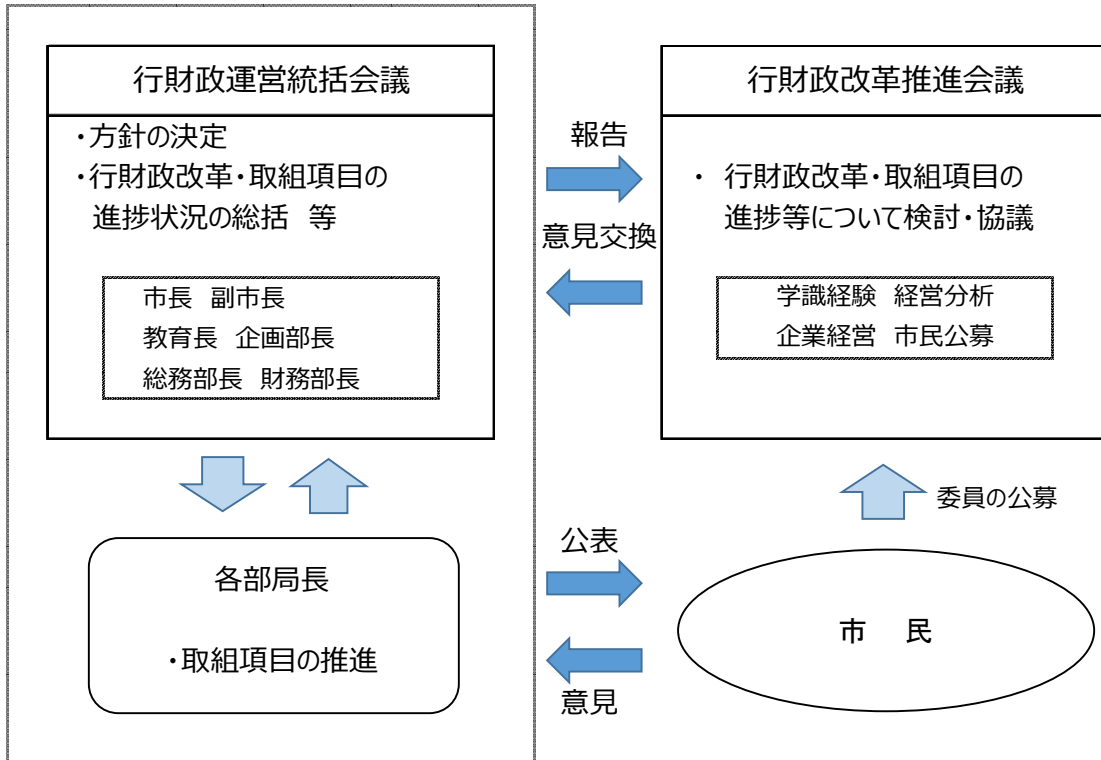 行財政運営統括会議
・方針の決定
・行財政改革・取組項目の
進捗状況の総括 等
市長 副市長
教育長 企画部長
総務部長 財務部長
報告
意見交換
行財政改革推進会議
・ 行財政改革・取組項目の
進捗等について検討・協議
学識経験 経営分析
企業経営 市民公募
委員の公募
各部局長
・取組項目の推進
公表
意見
市 民